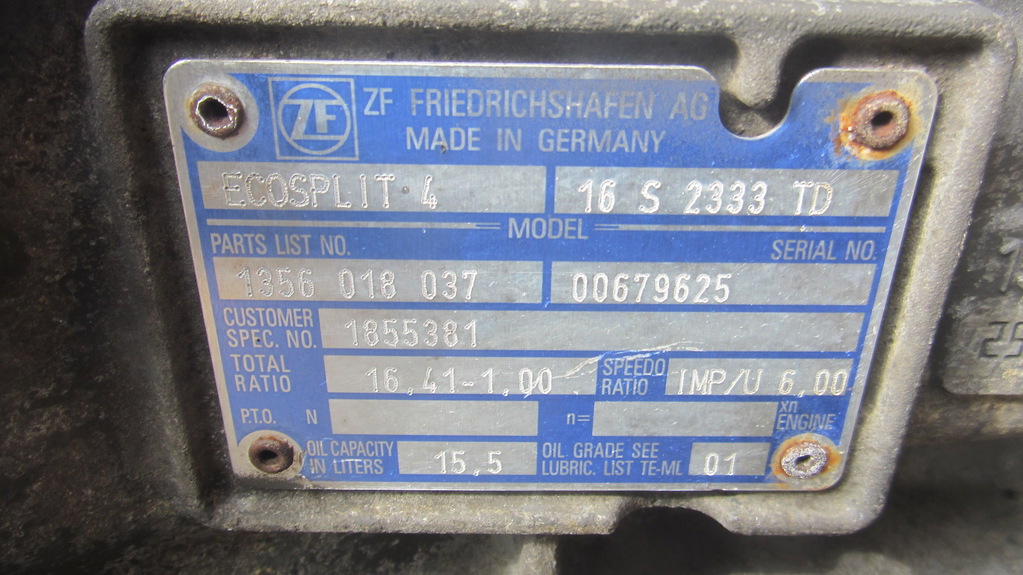 ZF ZF FRIEDRICHSHAFEN AG
MADE IN GERMANY
ECOSPLIT 4 16 S 2333 TD
MODEL
PARTS LIST NO. SERIAL NO.
1356 018 037 00679625
CUSTOMER
SPEC. NO. 1855381
TOTAL
RATIO 16,41-1,00 SPEEDO
RATIO IMP/U 6,00
P.T.O. N n= xn
ENGINE
OIL CAPACITY
IN LITERS 15,5 OIL GRADE SEE
LUBRIC. LIST TE-ML 01